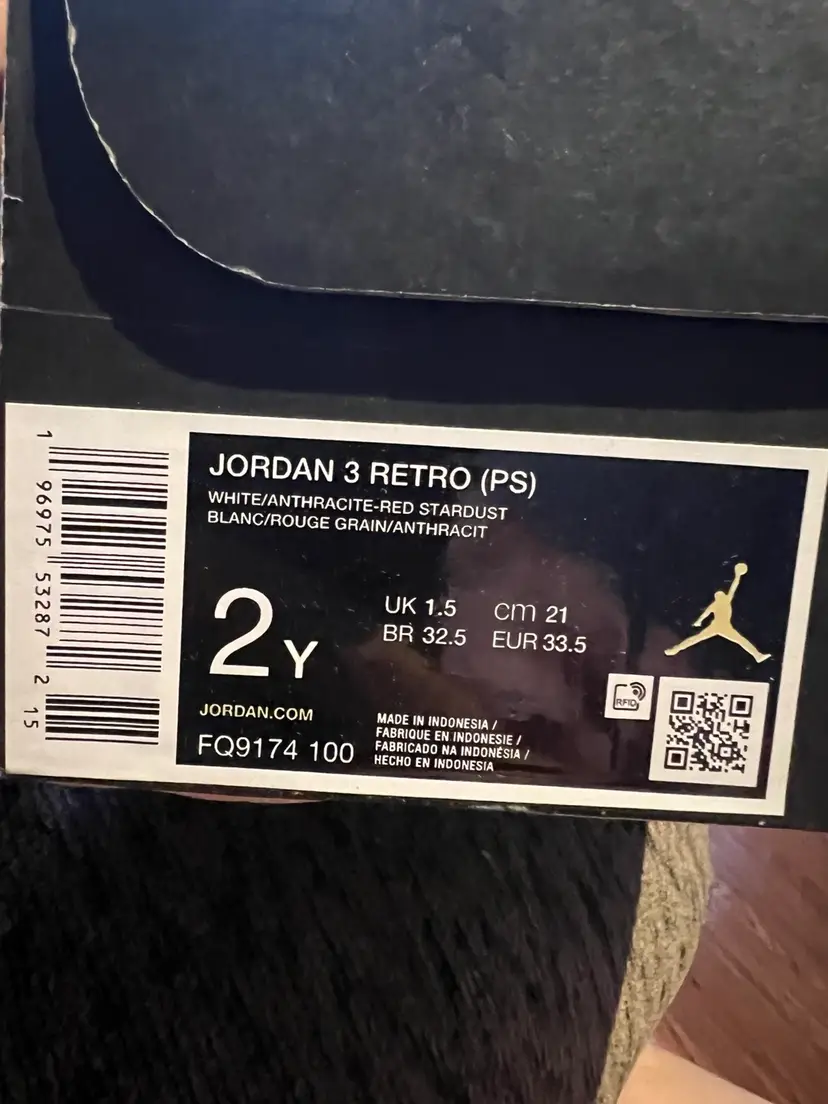 JORDAN 3 RETRO (PS)
WHITE/ANTHRACITE-RED STARDUST
BLANC/ROUGE GRAIN/ANTHRACIT
2Y
UK 1.5 cm 21
BR 32.5 EUR 33.5
JORDAN.COM
FQ9174 100
MADE IN INDONESIA /
FABRIQUE EN INDONESIE /
FABRICADO NA INDONÉSIA /
HECHO EN INDONESIA
RFID
1 96975 53287 2 15